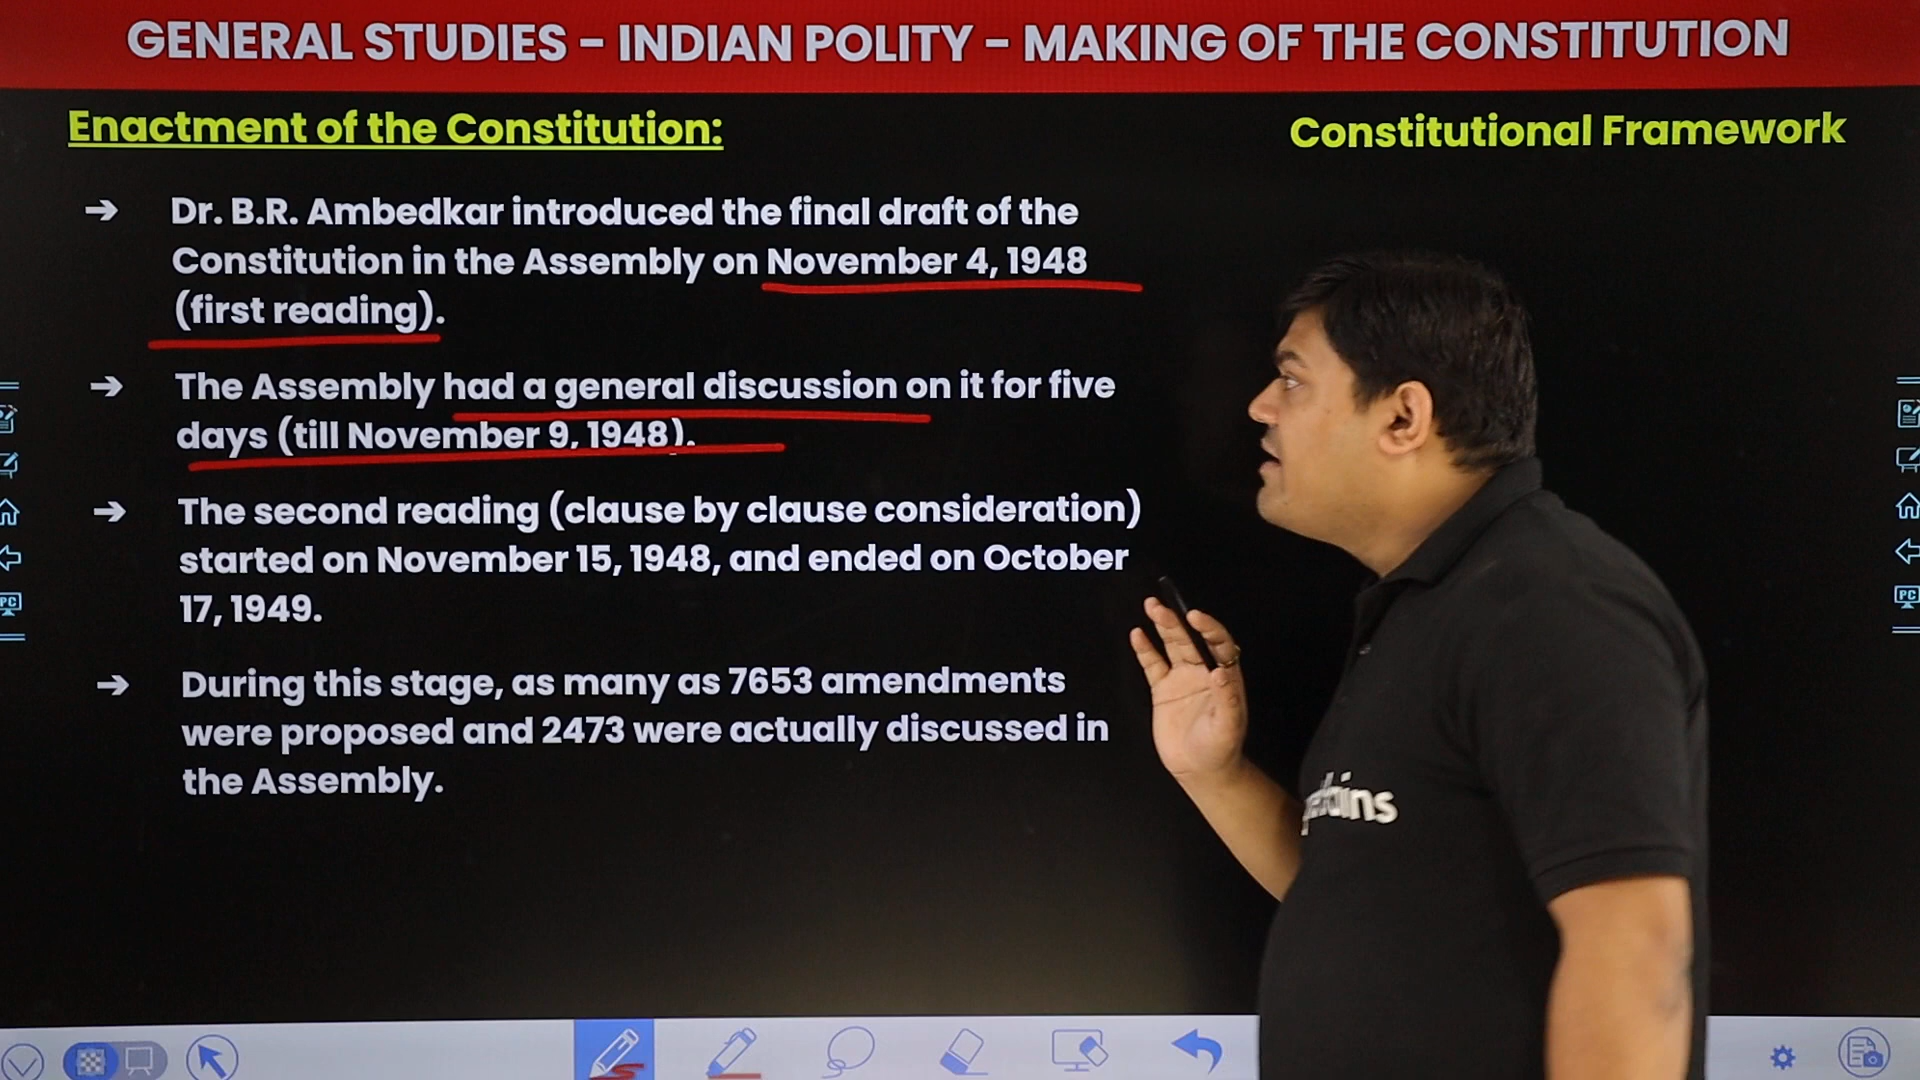 GENERAL STUDIES - INDIAN POLITY - MAKING OF THE CONSTITUTION
Enactment of the Constitution:
Constitutional Framework
➔ Dr. B.R. Ambedkar introduced the final draft of the
Constitution in the Assembly on November 4, 1948
(first reading).
➔ The Assembly had a general discussion on it for five
days (till November 9, 1948).
➔ The second reading (clause by clause consideration)
started on November 15, 1948, and ended on October
17, 1949.
➔ During this stage, as many as 7653 amendments
were proposed and 2473 were actually discussed in
the Assembly.
PC
PC